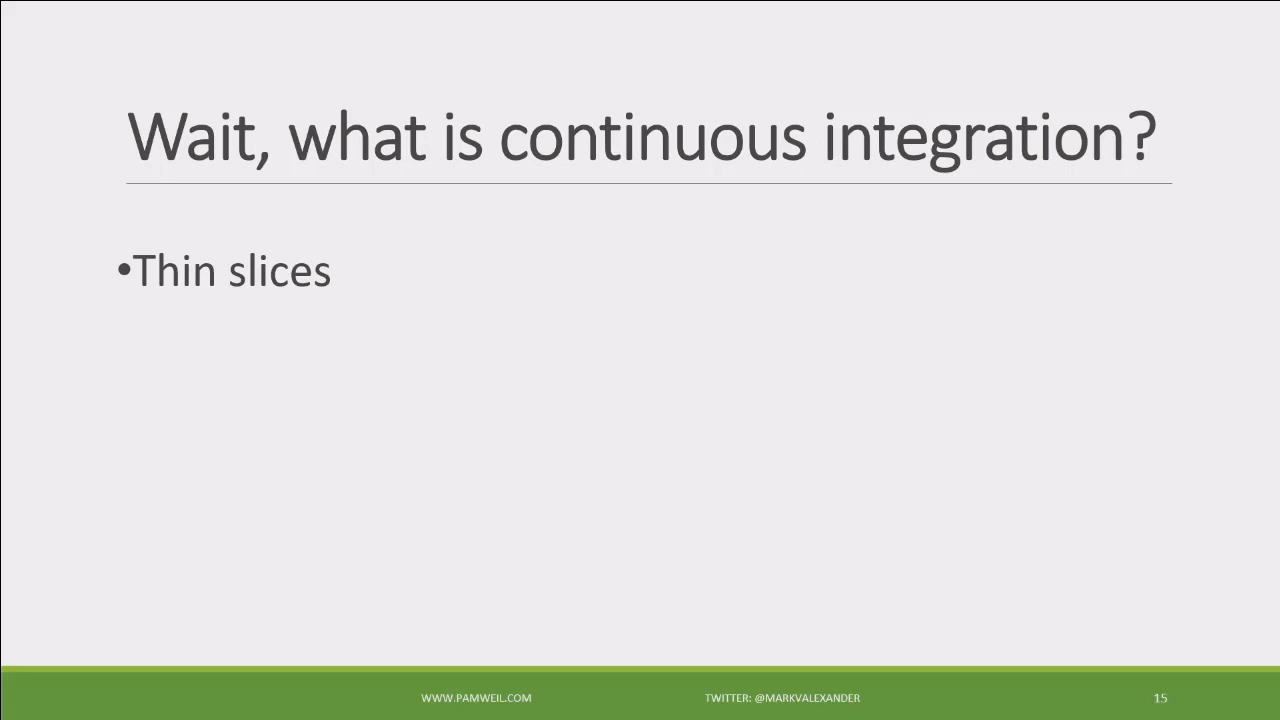 Wait, what is continuous integration?
•Thin slices
WWW.PAMWEIL.COM TWITTER: @MARKVALEXANDER 15